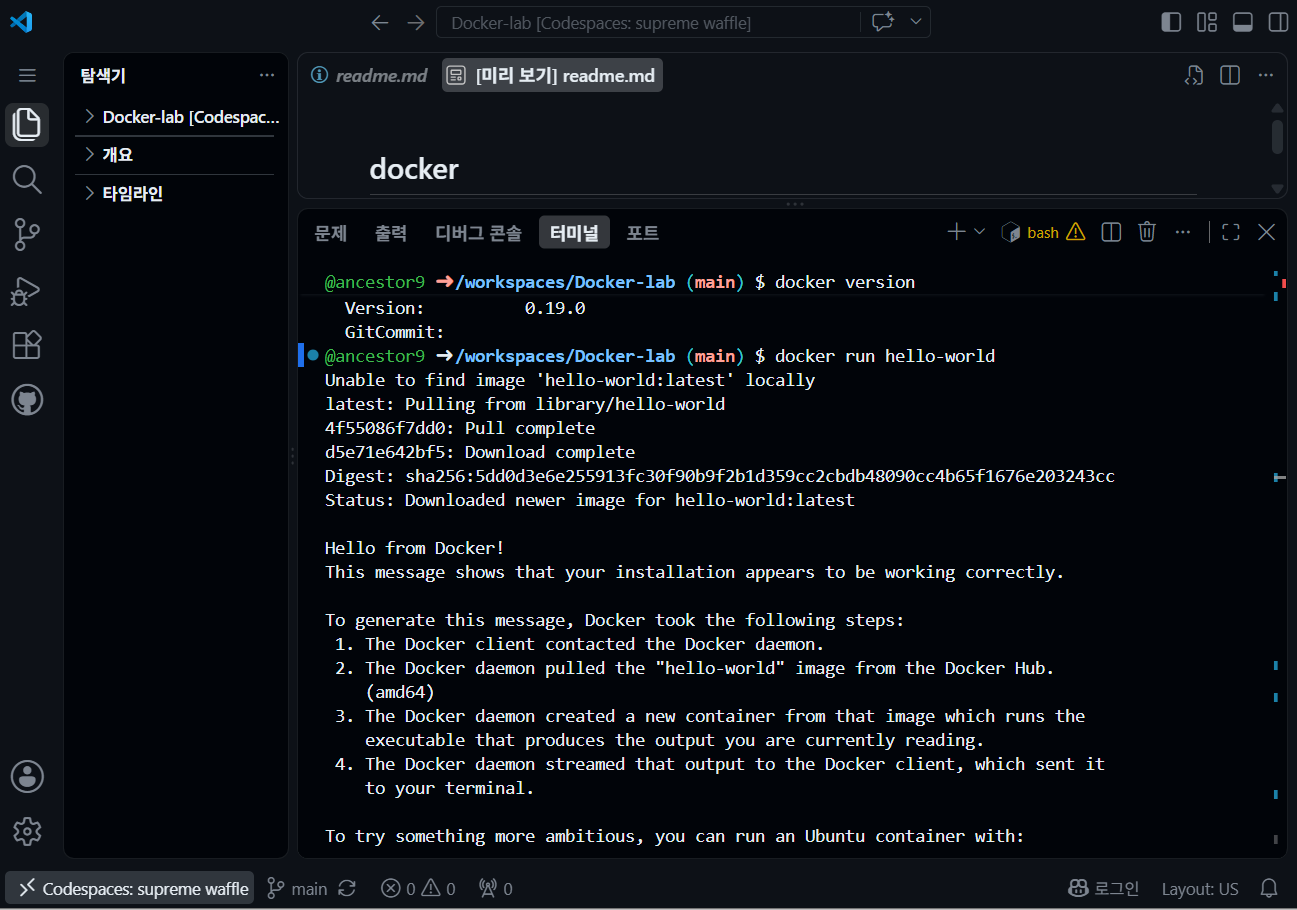 Docker-lab [Codespaces: supreme waffle]
탐색기
Docker-lab [Codespac...
개요
타임라인
readme.md
[미리 보기] readme.md
docker
문제 출력 디버그 콘솔 터미널 포트
bash
@ancestor9 ➜/workspaces/Docker-lab (main) $ docker version
Version: 0.19.0
GitCommit:
@ancestor9 ➜/workspaces/Docker-lab (main) $ docker run hello-world
Unable to find image 'hello-world:latest' locally
latest: Pulling from library/hello-world
4f55086f7dd0: Pull complete
d5e71e642bf5: Download complete
Digest: sha256:5dd0d3e6e255913fc30f90b9f2b1d359cc2cbdb48090cc4b65f1676e203243cc
Status: Downloaded newer image for hello-world:latest
Hello from Docker!
This message shows that your installation appears to be working correctly.
To generate this message, Docker took the following steps:
1. The Docker client contacted the Docker daemon.
2. The Docker daemon pulled the "hello-world" image from the Docker Hub.
(amd64)
3. The Docker daemon created a new container from that image which runs the
executable that produces the output you are currently reading.
4. The Docker daemon streamed that output to the Docker client, which sent it
to your terminal.
To try something more ambitious, you can run an Ubuntu container with:
Codespaces: supreme waffle main 0 0 0 로그인 Layout: US